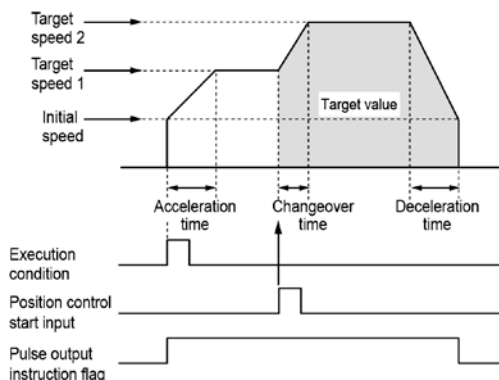 Target
speed 2
Target
speed 1
Initial
speed
Target value
Acceleration
time
Changeover
time
Deceleration
time
Execution
condition
Position control
start input
Pulse output
instruction flag